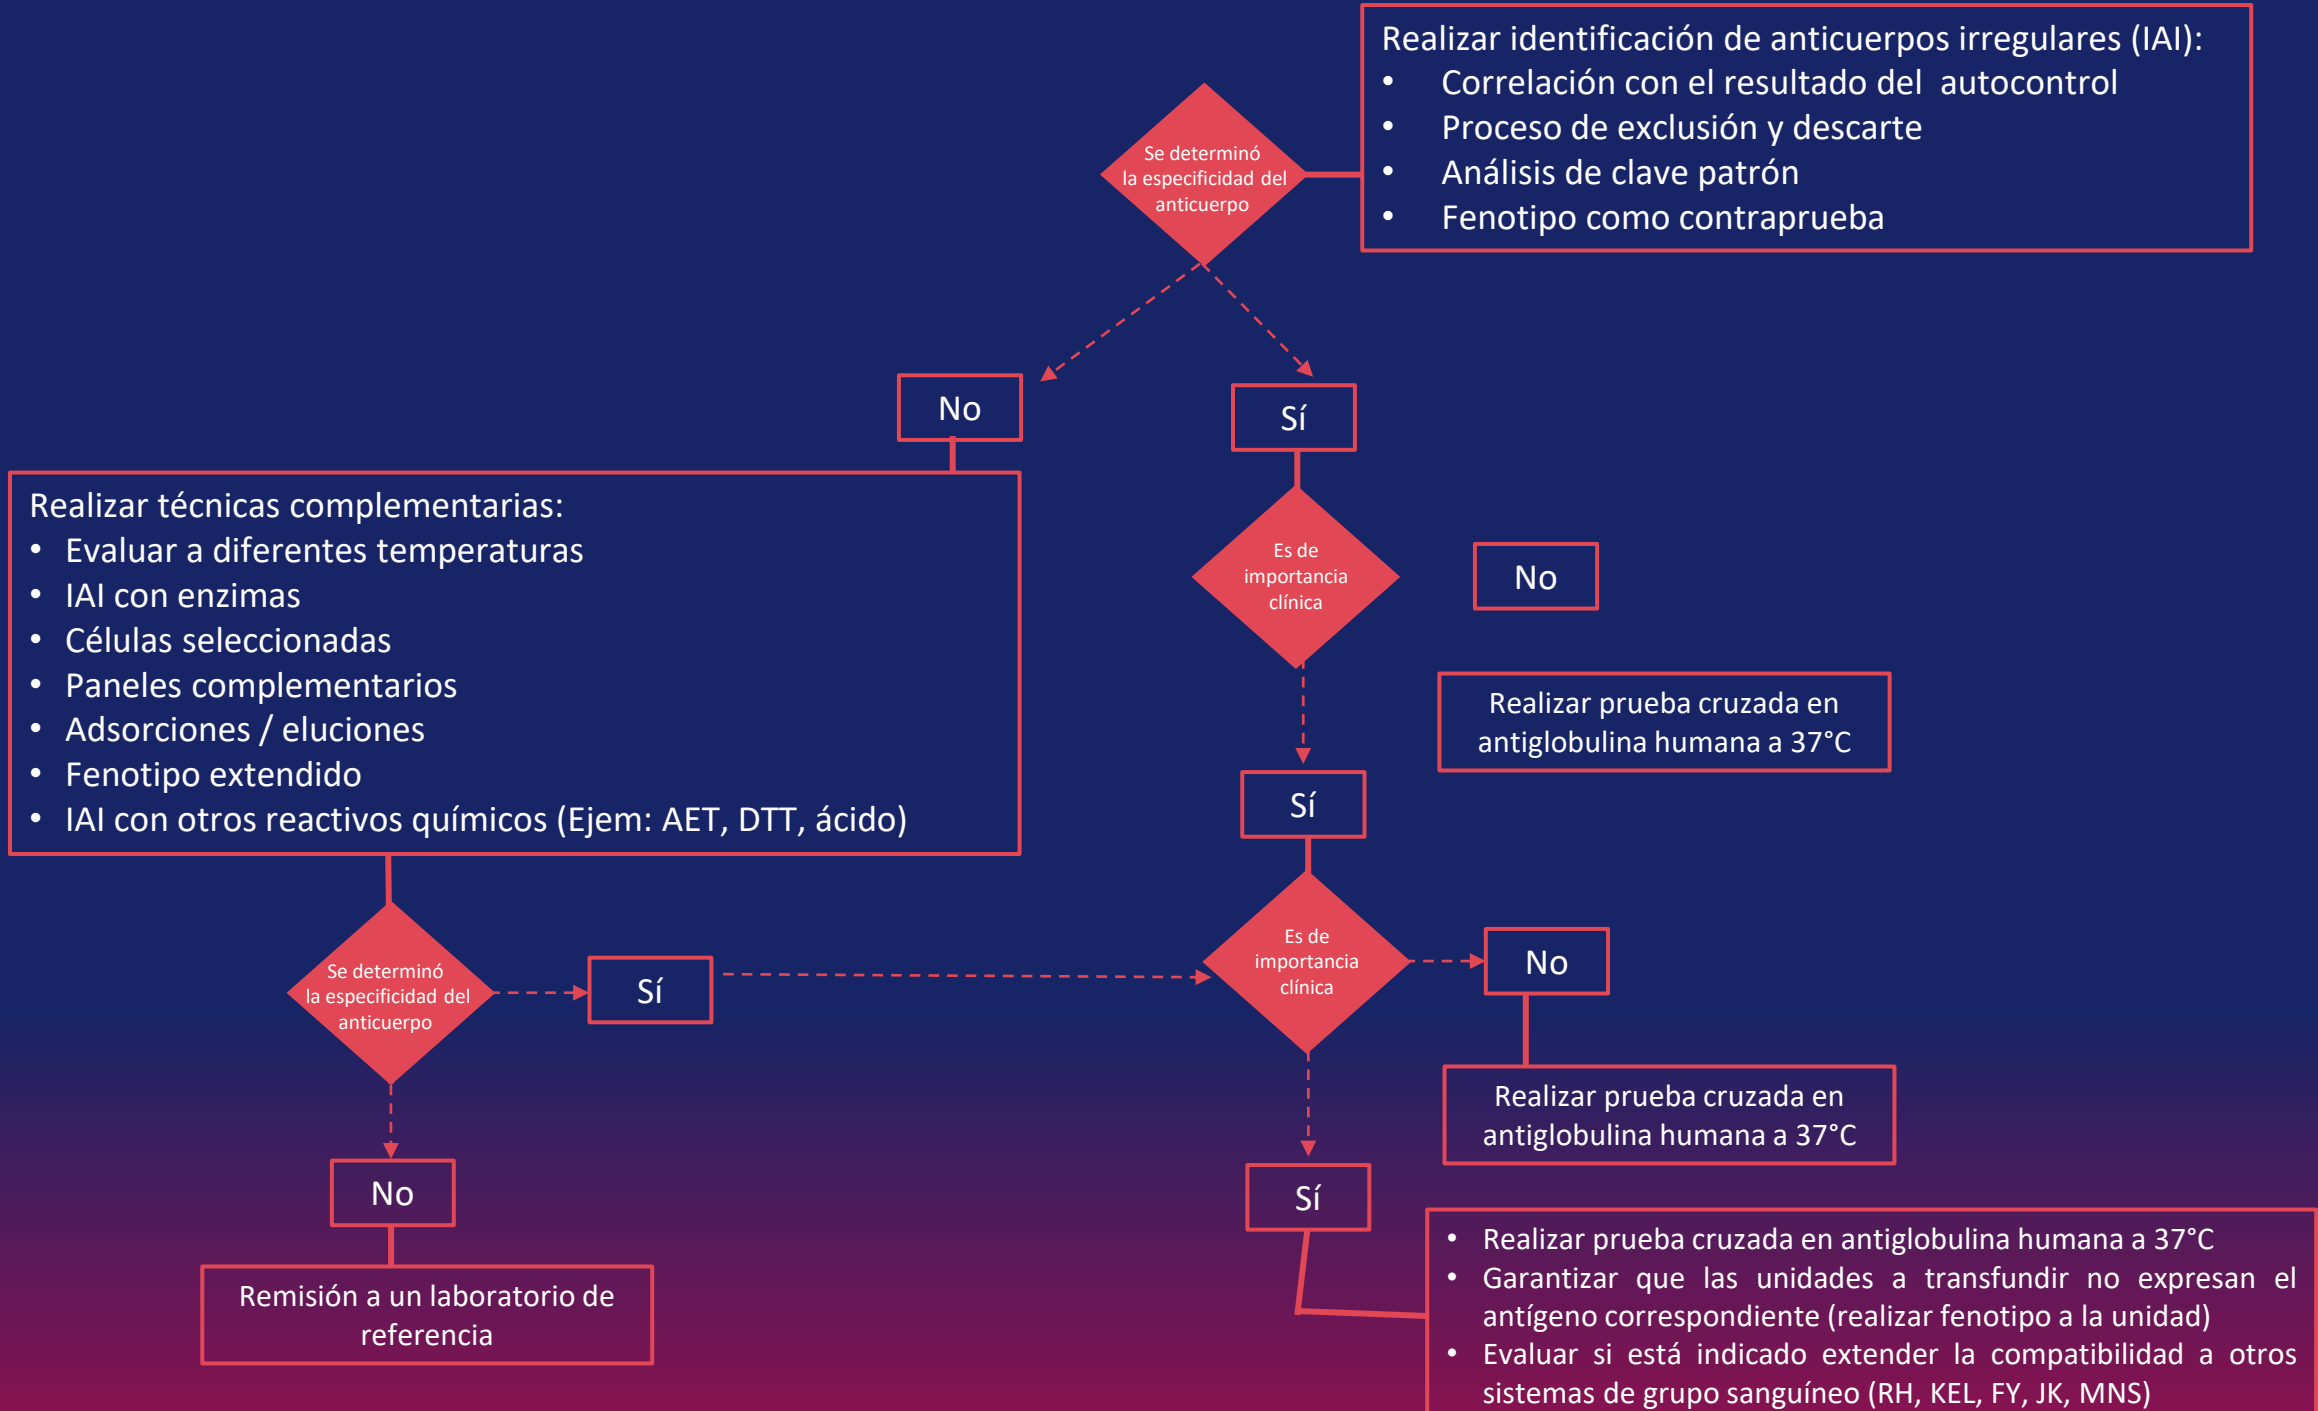 Realizar identificación de anticuerpos irregulares (IAI):
• Correlación con el resultado del autocontrol
• Proceso de exclusión y descarte
• Análisis de clave patrón
• Fenotipo como contraprueba
Se determinó
la especificidad del
anticuerpo
No
Sí
Realizar técnicas complementarias:
• Evaluar a diferentes temperaturas
• IAI con enzimas
• Células seleccionadas
• Paneles complementarios
• Adsorciones / eluciones
• Fenotipo extendido
• IAI con otros reactivos químicos (Ejem: AET, DTT, ácido)
Es de
importancia
clínica
No
Realizar prueba cruzada en
antiglobulina humana a 37°C
Sí
Se determinó
la especificidad del
anticuerpo
Sí
Es de
importancia
clínica
No
Realizar prueba cruzada en
antiglobulina humana a 37°C
No
Remisión a un laboratorio de
referencia
Sí
• Realizar prueba cruzada en antiglobulina humana a 37°C
• Garantizar que las unidades a transfundir no expresan el
antígeno correspondiente (realizar fenotipo a la unidad)
• Evaluar si está indicado extender la compatibilidad a otros
sistemas de grupo sanguíneo (RH, KEL, FY, JK, MNS)